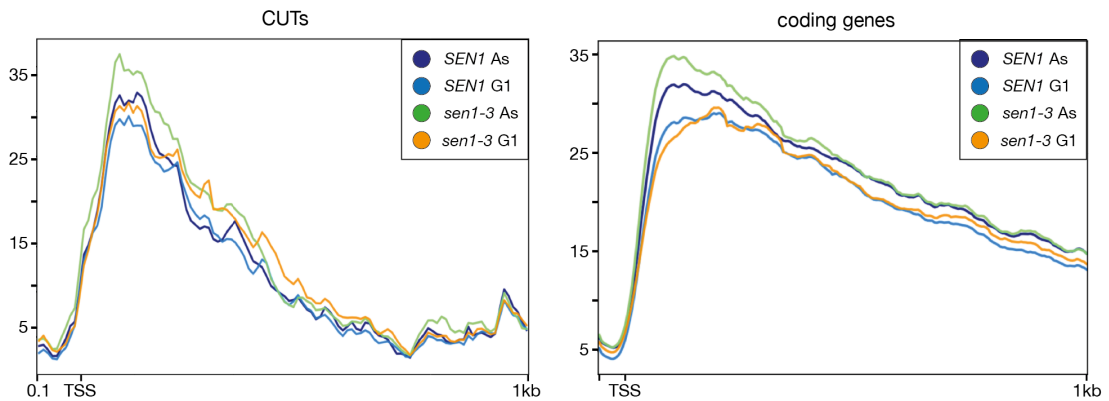 CUTs
35
25
15
5
0.1 TSS 1kb
SEN1 As
SEN1 G1
sen1-3 As
sen1-3 G1
coding genes
35
25
15
5
TSS 1kb
SEN1 As
SEN1 G1
sen1-3 As
sen1-3 G1